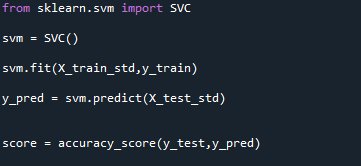 from sklearn.svm import SVC
svm = SVC()
svm.fit(X_train_std,y_train)
y_pred = svm.predict(X_test_std)
score = accuracy_score(y_test,y_pred)